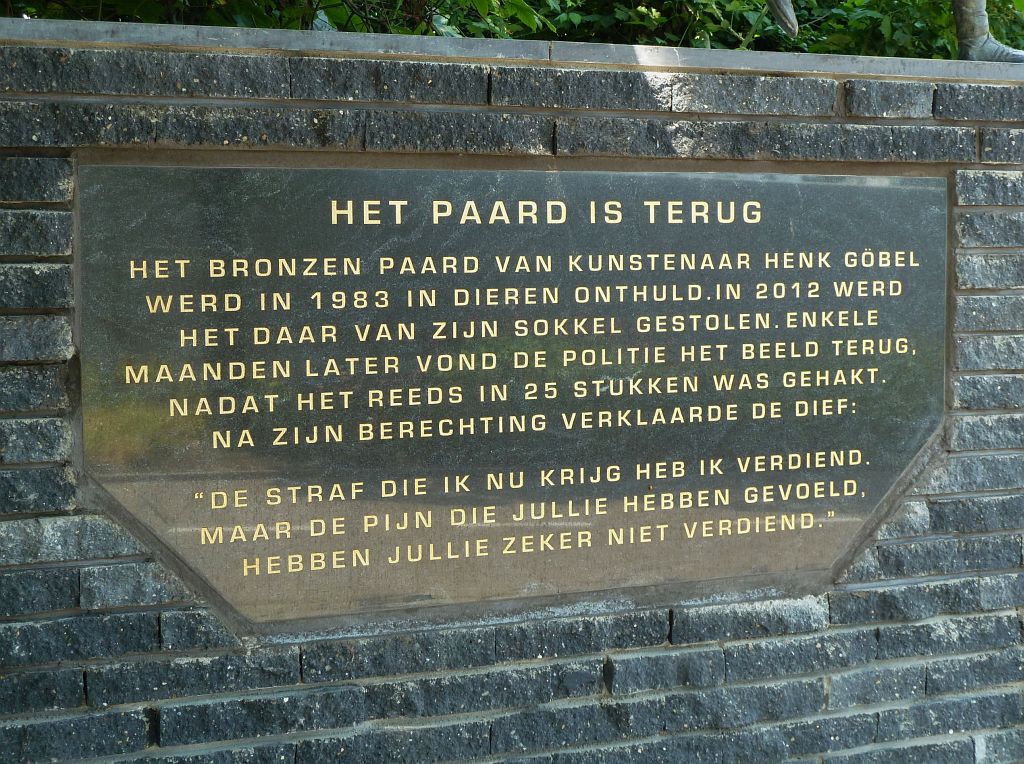 HET PAARD IS TERUG
HET BRONZEN PAARD VAN KUNSTENAAR HENK GÖBEL
WERD IN 1983 IN DIEREN ONTHULD. IN 2012 WERD
HET DAAR VAN ZIJN SOKKEL GESTOLEN. ENKELE
MAANDEN LATER VOND DE POLITIE HET BEELD TERUG,
NADAT HET REEDS IN 25 STUKKEN WAS GEHAKT.
NA ZIJN BERECHTING VERKLAARDE DE DIEF:
“DE STRAF DIE IK NU KRIJG HEB IK VERDIEND.
MAAR DE PIJN DIE JULLIE HEBBEN GEVOELD,
HEBBEN JULLIE ZEKER NIET VERDIEND.”